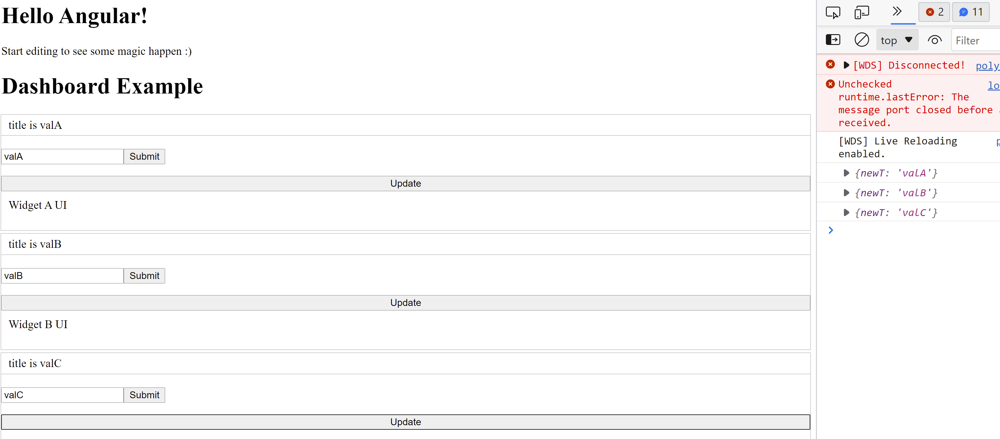 Hello Angular!
Start editing to see some magic happen :)
Dashboard Example
title is valA
valA Submit
Update
Widget A UI
title is valB
valB Submit
Update
Widget B UI
title is valC
valC Submit
Update
2 11
top Filter
[WDS] Disconnected! poly
Unchecked lo
runtime.lastError: The
message port closed before
received.
[WDS] Live Reloading
enabled.
{newT: 'valA'}
{newT: 'valB'}
{newT: 'valC'}